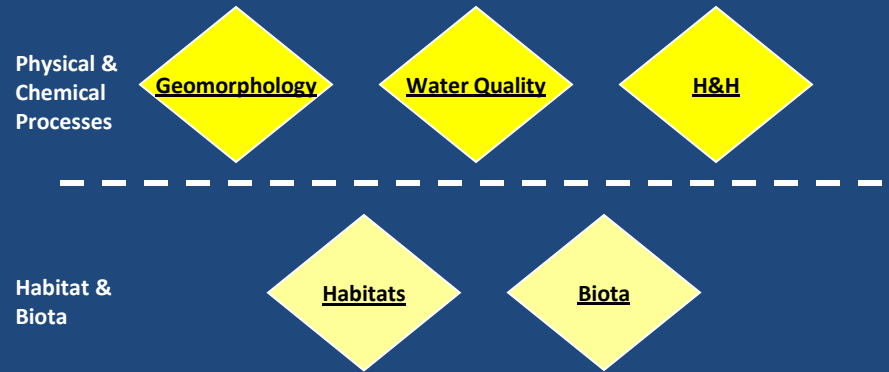 Physical &
Chemical
Processes
Geomorphology
Water Quality
H&H
Habitat &
Biota
Habitats
Biota